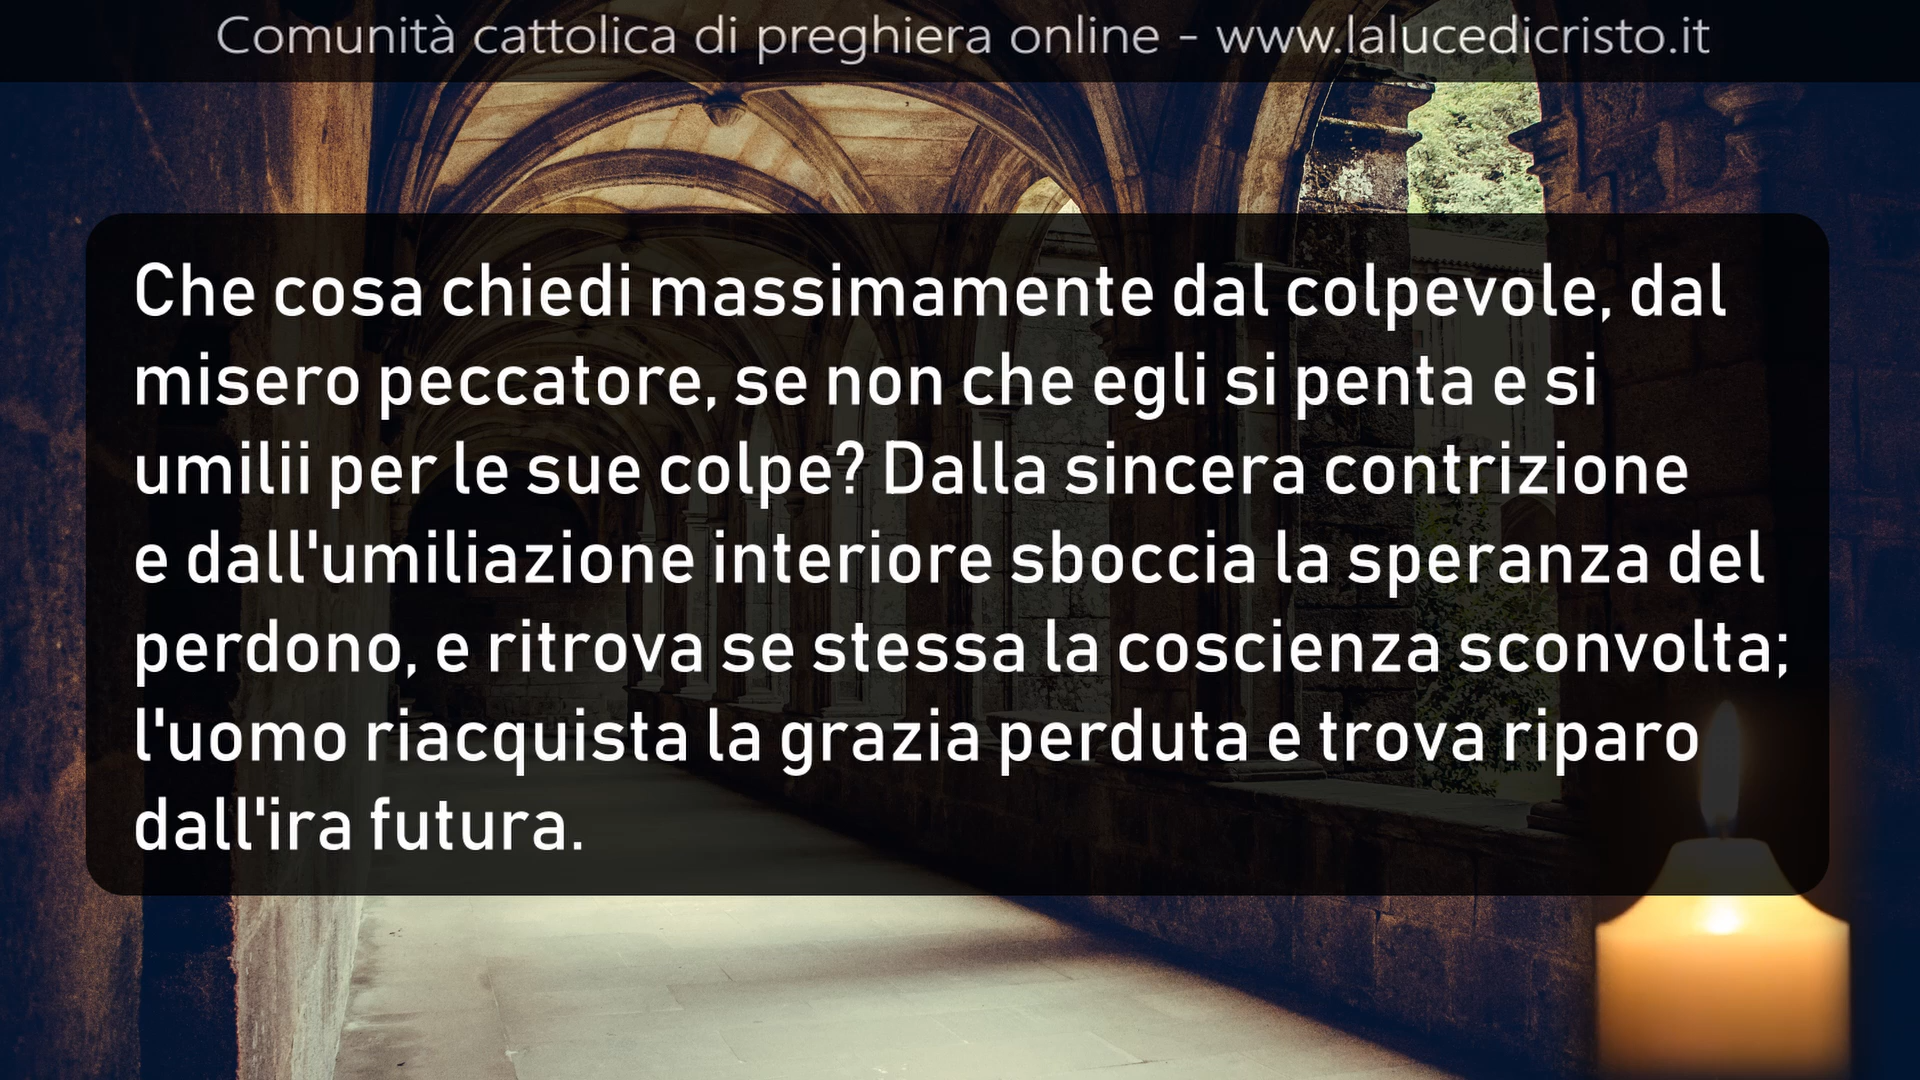 Comunità cattolica di preghiera online - www.lalucedicristo.it
Che cosa chiedi massimamente dal colpevole, dal
misero peccatore, se non che egli si penta e si
umilii per le sue colpe? Dalla sincera contrizione
e dall'umiliazione interiore sboccia la speranza del
perdono, e ritrova se stessa la coscienza sconvolta;
l'uomo riacquista la grazia perduta e trova riparo
dall'ira futura.